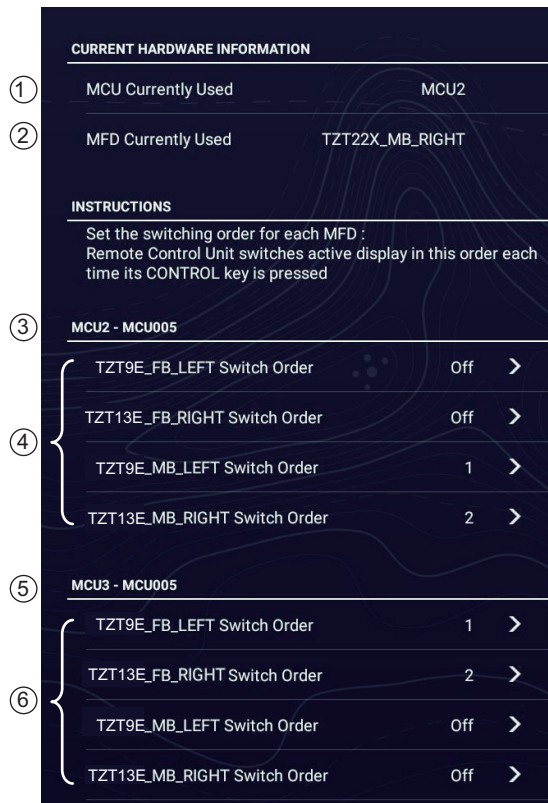 CURRENT HARDWARE INFORMATION
① MCU Currently Used MCU2
② MFD Currently Used TZT22X_MB_RIGHT
INSTRUCTIONS
Set the switching order for each MFD :
Remote Control Unit switches active display in this order each
time its CONTROL key is pressed
③ MCU2 - MCU005
TZT9E_FB_LEFT Switch Order Off >
TZT13E_FB_RIGHT Switch Order Off >
④
TZT9E_MB_LEFT Switch Order 1 >
TZT13E_MB_RIGHT Switch Order 2 >
⑤ MCU3 - MCU005
TZT9E_FB_LEFT Switch Order 1 >
TZT13E_FB_RIGHT Switch Order 2 >
⑥
TZT9E_MB_LEFT Switch Order Off >
TZT13E_MB_RIGHT Switch Order Off >